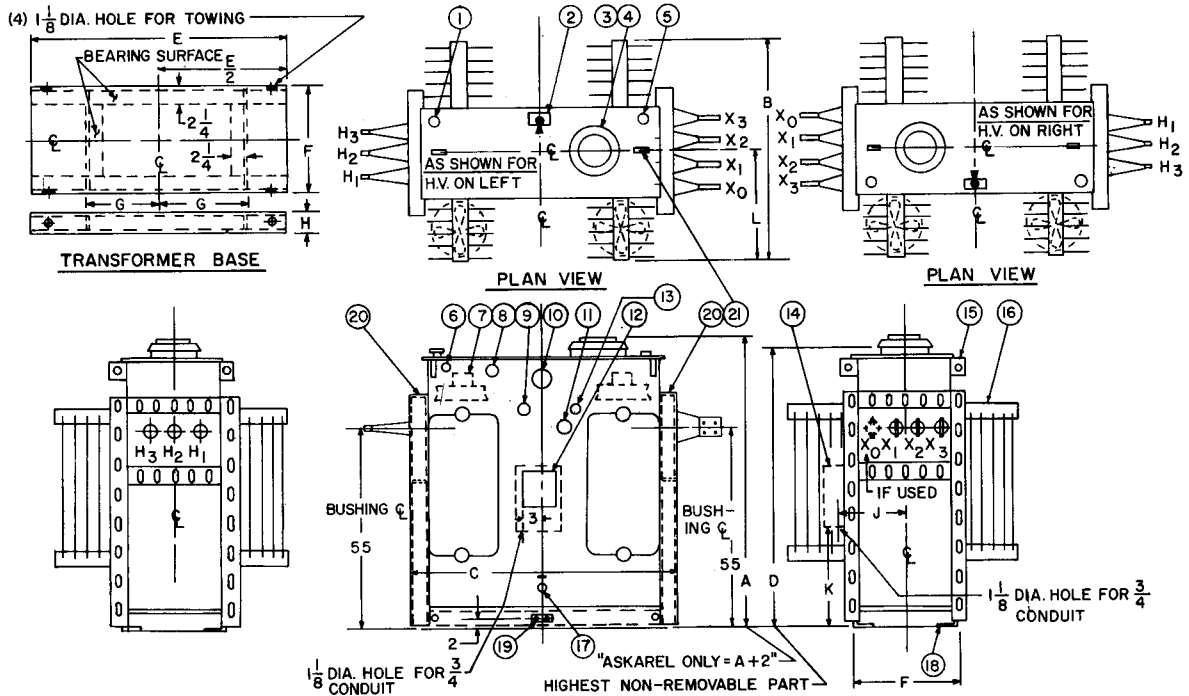 (4) 1 1/8 DIA. HOLE FOR TOWING
E
BEARING SURFACE
E/2
2 1/4
2 1/4
F
℄
℄
G
G
H
TRANSFORMER BASE
1
2
3
4
5
B
H3
H2
H1
℄
AS SHOWN FOR
H.V. ON LEFT
X3
X2
X1
X0
L
℄
PLAN VIEW
X0
X1
X2
X3
AS SHOWN FOR
H.V. ON RIGHT
℄
H1
H2
H3
℄
PLAN VIEW
H3 H2 H1
℄
20
6
7
8
9
10
11
13
12
20
21
BUSHING ℄
55
3
C
BUSH-
ING ℄
55
A
D
2
19
17
1 1/8 DIA. HOLE FOR 3/4
CONDUIT
"ASKAREL ONLY = A+2"
HIGHEST NON-REMOVABLE PART
14
15
16
X0 X1 X2 X3
IF USED
J
℄
K
1 1/8 DIA. HOLE FOR 3/4
CONDUIT
18
F